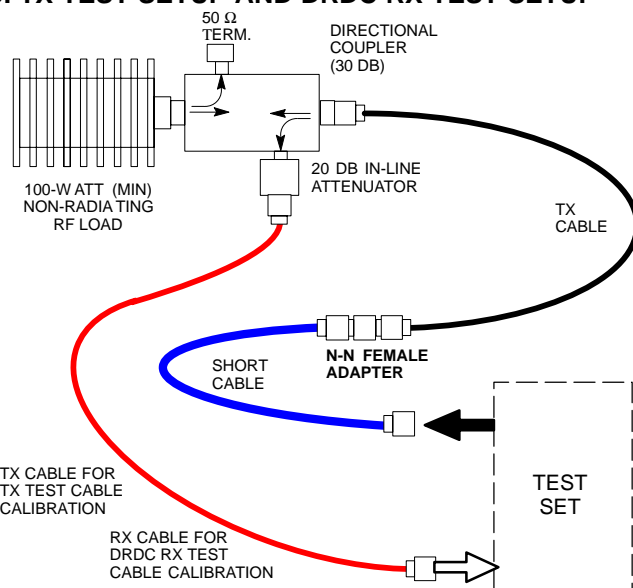 TX TEST SETUP AND DRDC RX TEST SETUP
50 Ω
TERM.
DIRECTIONAL
COUPLER
(30 DB)
100-WATT (MIN)
NON-RADIATING
RF LOAD
20 DB IN-LINE
ATTENUATOR
TX
CABLE
N-N FEMALE
ADAPTER
SHORT
CABLE
TX CABLE FOR
TX TEST CABLE
CALIBRATION
RX CABLE FOR
DRDC RX TEST
CABLE CALIBRATION
TEST
SET